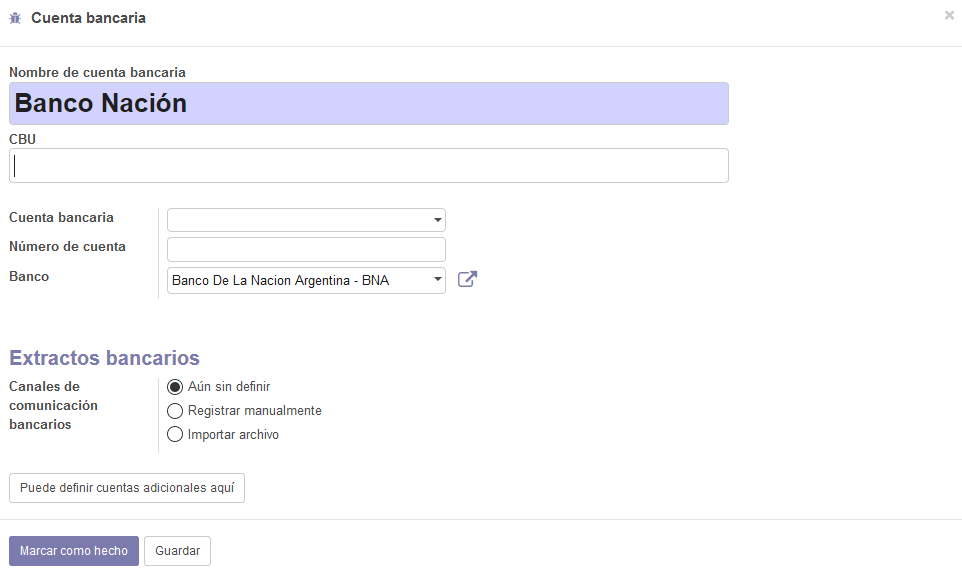 Cuenta bancaria
×
Nombre de cuenta bancaria
Banco Nación
CBU
Cuenta bancaria
Número de cuenta
Banco
Banco De La Nacion Argentina - BNA
Extractos bancarios
Canales de
comunicación
bancarios
Aún sin definir
Registrar manualmente
Importar archivo
Puede definir cuentas adicionales aquí
Marcar como hecho
Guardar